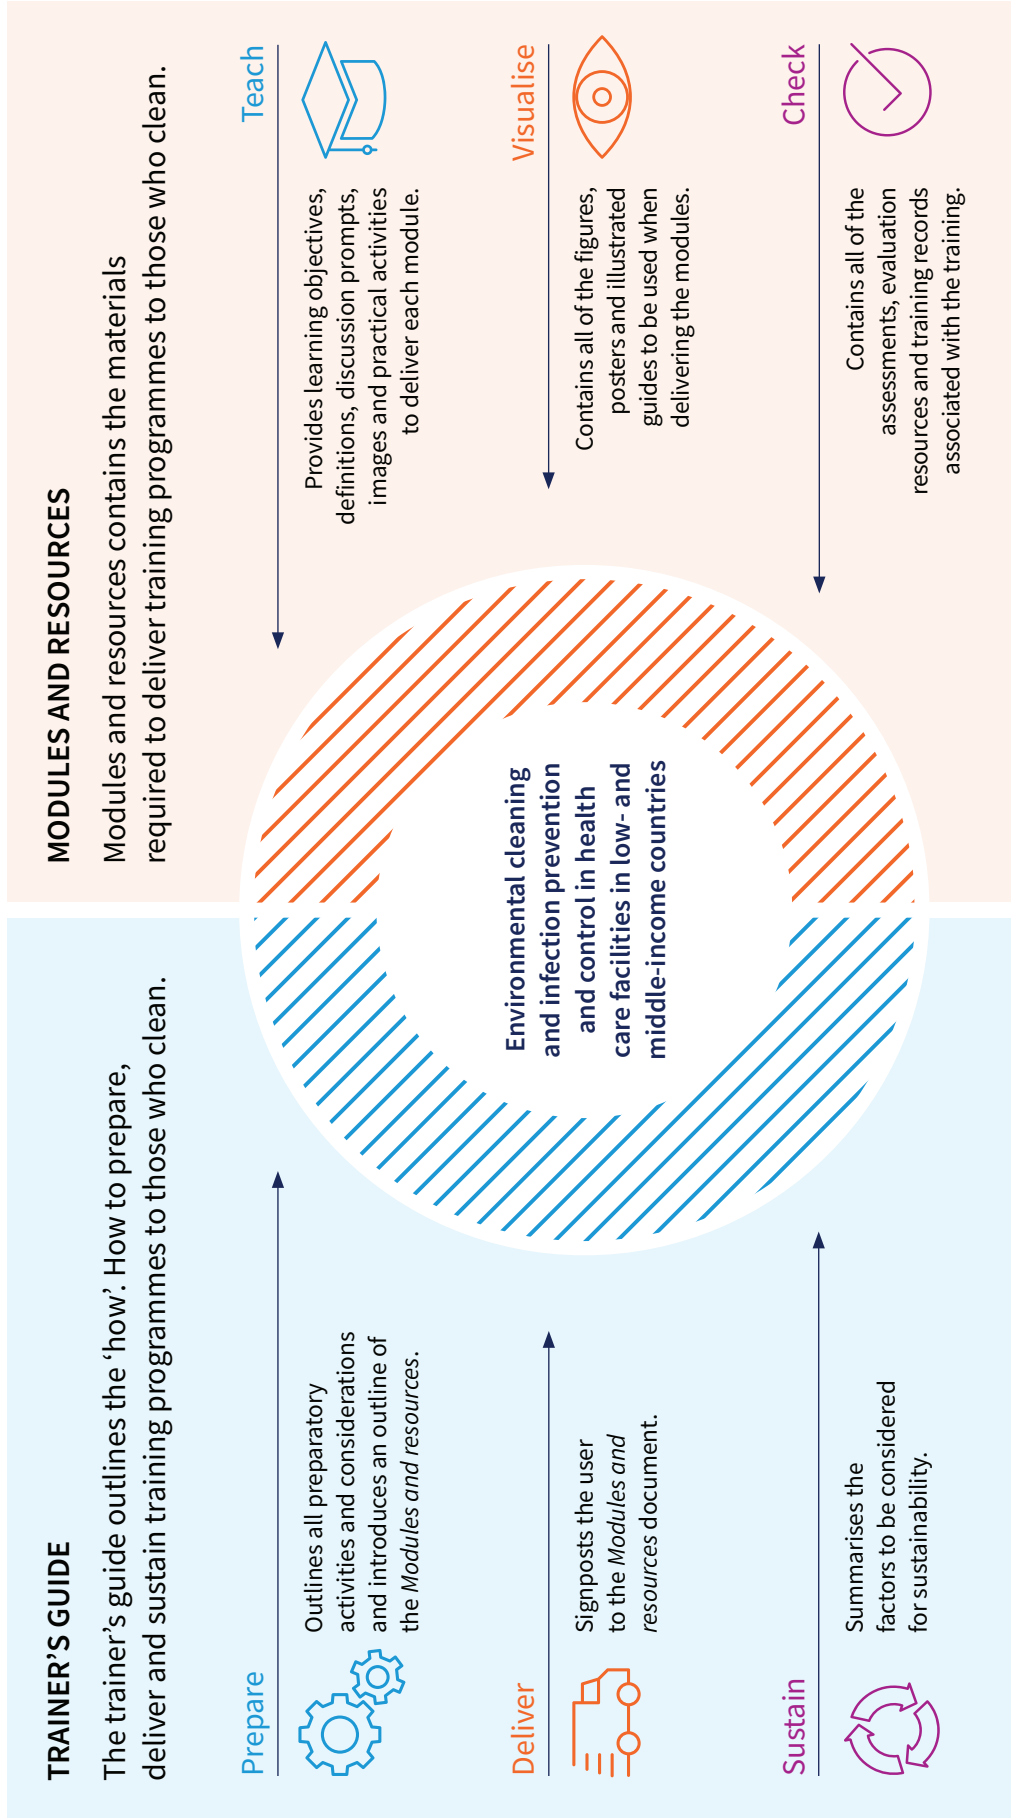 TRAINER’S GUIDE
The trainer’s guide outlines the ‘how’. How to prepare,
deliver and sustain training programmes to those who clean.
Prepare
Outlines all preparatory
activities and considerations
and introduces an outline of
the Modules and resources.
Deliver
Signposts the user
to the Modules and
resources document.
Sustain
Summarises the
factors to be considered
for sustainability.
Environmental cleaning
and infection prevention
and control in health
care facilities in low- and
middle-income countries
MODULES AND RESOURCES
Modules and resources contains the materials
required to deliver training programmes to those who clean.
Teach
Provides learning objectives,
definitions, discussion prompts,
images and practical activities
to deliver each module.
Visualise
Contains all of the figures,
posters and illustrated
guides to be used when
delivering the modules.
Check
Contains all of the
assessments, evaluation
resources and training records
associated with the training.